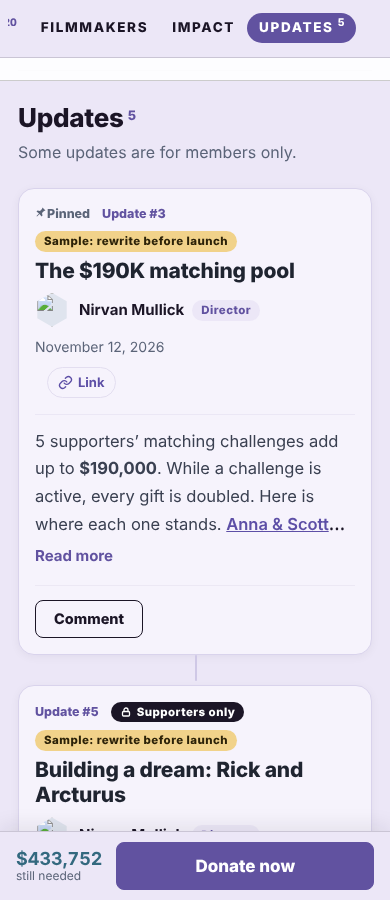 20 FILMMAKERS IMPACT UPDATES 5
Updates 5
Some updates are for members only.
Pinned Update #3
Sample: rewrite before launch
The $190K matching pool
Nirvan Mullick Director
November 12, 2026
Link
5 supporters’ matching challenges add
up to $190,000. While a challenge is
active, every gift is doubled. Here is
where each one stands. Anna & Scott...
Read more
Comment
Update #5 Supporters only
Sample: rewrite before launch
Building a dream: Rick and
Arcturus
$433,752
still needed
Donate now